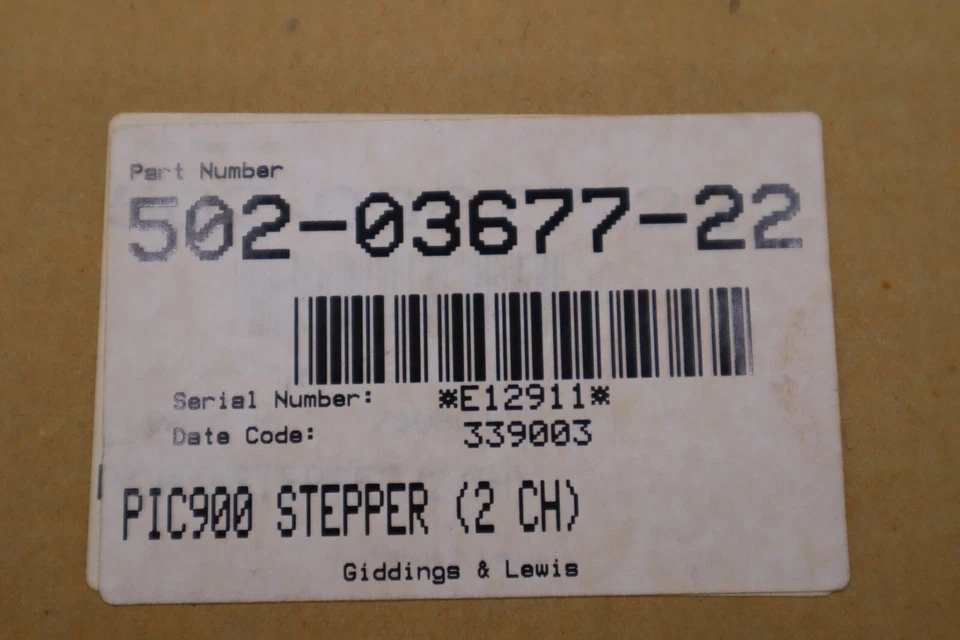 Part Number
502-03677-22
Serial Number: *E12911*
Date Code: 339003
PIC900 STEPPER (2 CH)
Giddings & Lewis